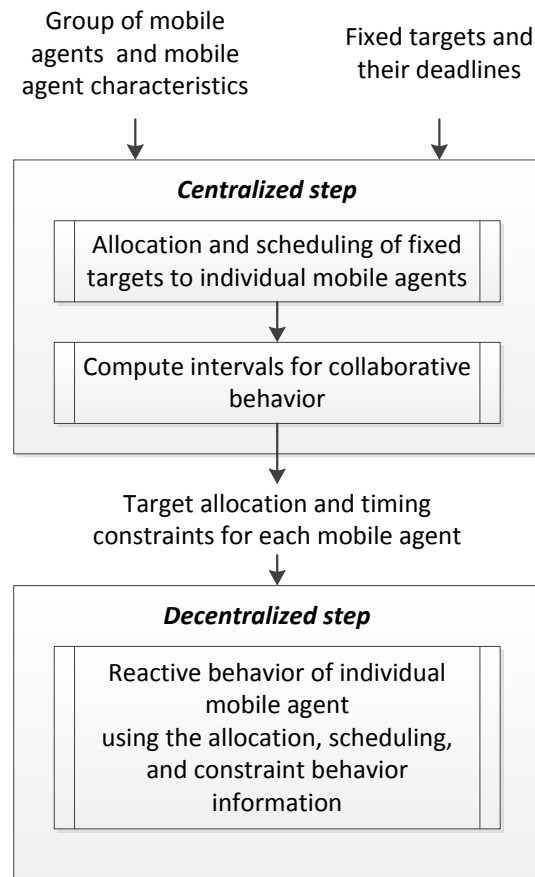 Group of mobile
agents and mobile
agent characteristics
Fixed targets and
their deadlines
Centralized step
Allocation and scheduling of fixed
targets to individual mobile agents
Compute intervals for collaborative
behavior
Target allocation and timing
constraints for each mobile agent
Decentralized step
Reactive behavior of individual
mobile agent
using the allocation, scheduling,
and constraint behavior
information